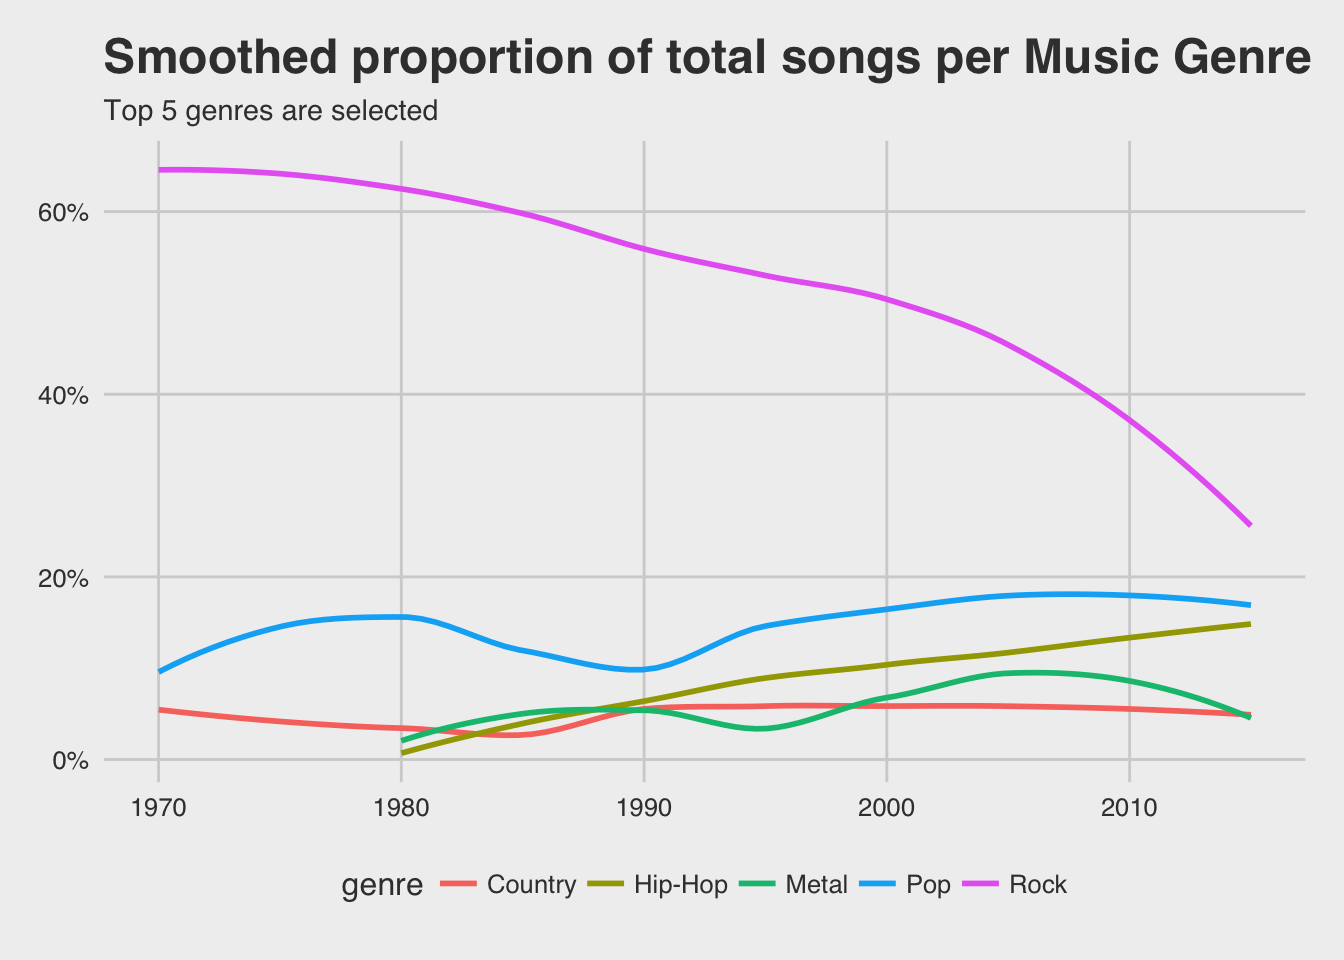 Smoothed proportion of total songs per Music Genre
Top 5 genres are selected
60%
40%
20%
0%
1970 1980 1990 2000 2010
genre Country Hip-Hop Metal Pop Rock